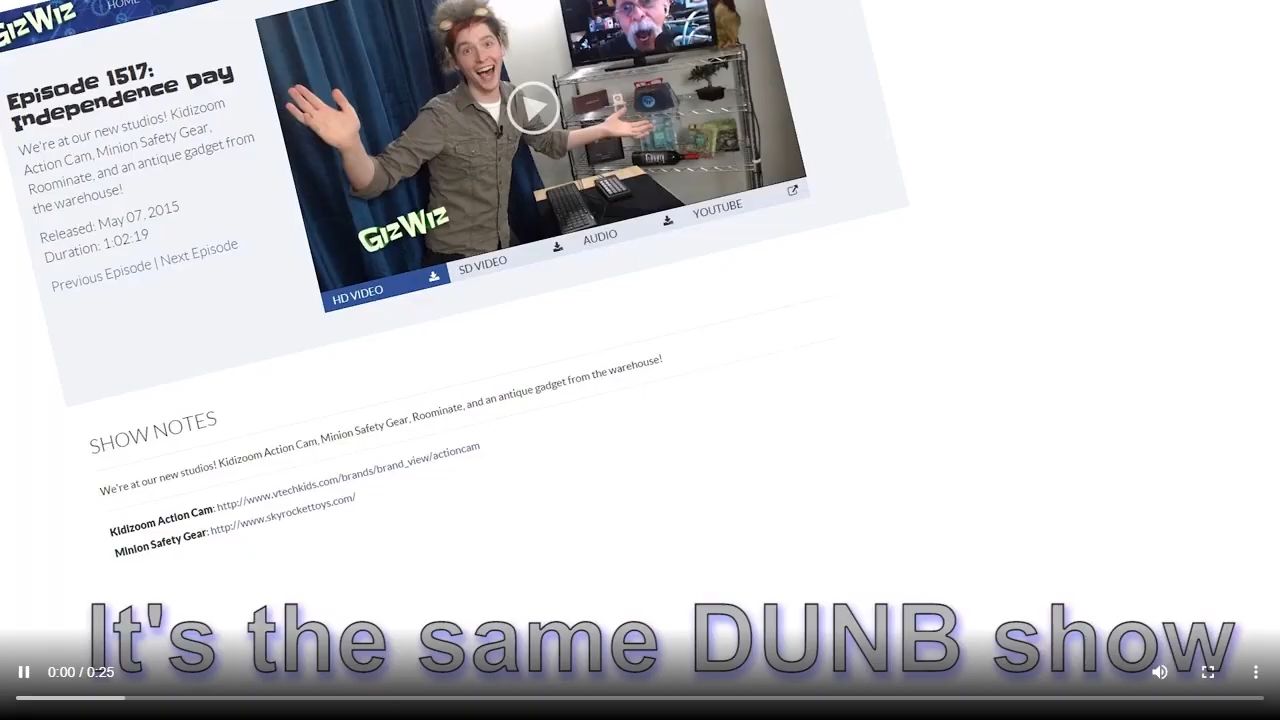 GizWiz
HOME
Episode 1517:
Independence Day
We're at our new studios! Kidizoom
Action Cam, Minion Safety Gear,
Roominate, and an antique gadget from
the warehouse!
Released: May 07, 2015
Duration: 1:02:19
Previous Episode | Next Episode
GizWiz
HD VIDEO
SD VIDEO
AUDIO
YOUTUBE
SHOW NOTES
We're at our new studios! Kidizoom Action Cam, Minion Safety Gear, Roominate, and an antique gadget from the warehouse!
Kidizoom Action Cam: http://www.vtechkids.com/brands/brand_view/actioncam
Minion Safety Gear: http://www.skyrockettoys.com/
It's the same DUNB show
0:00 / 0:25